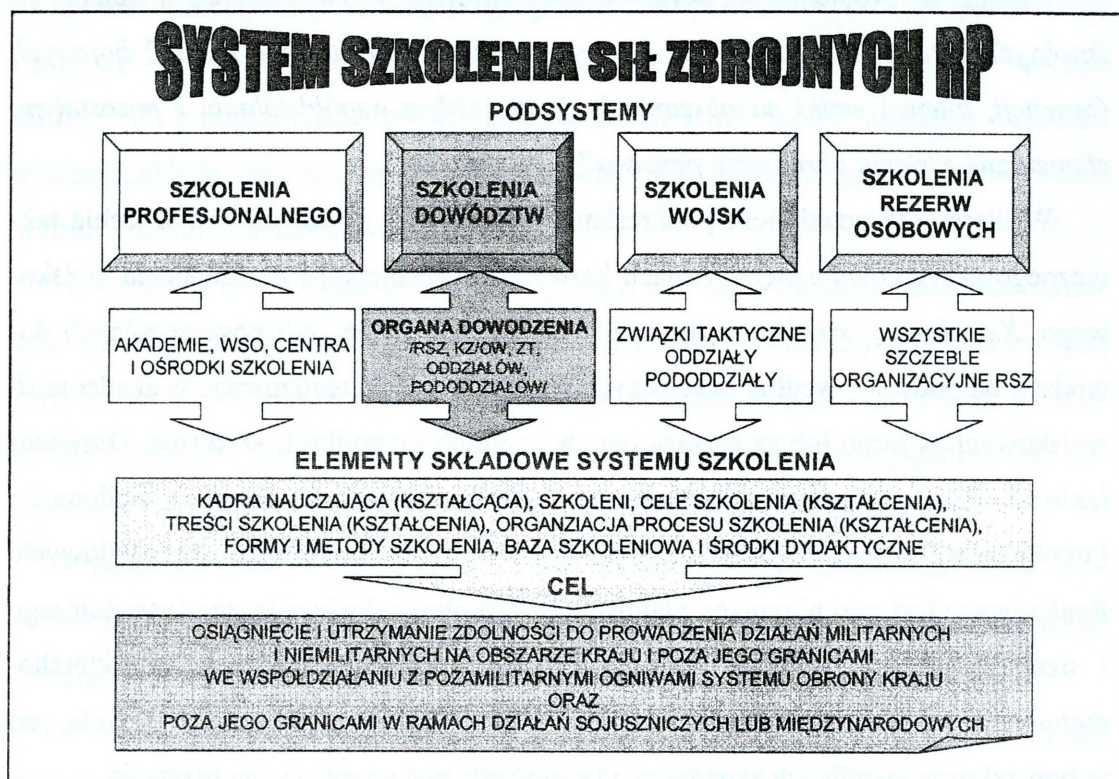 SYSTEM SZKOLENIA SIŁ ZBROJNYCH RP
PODSYSTEMY
SZKOLENIA
PROFESJONALNEGO
SZKOLENIA
DOWÓDZTW
SZKOLENIA
WOJSK
SZKOLENIA
REZERW
OSOBOWYCH
AKADEMIE, WSO, CENTRA
I OŚRODKI SZKOLENIA
ORGANA DOWODZENIA
/RSZ, KZ/OW, ZT,
ODDZIAŁÓW,
PODODDZIAŁÓW/
ZWIĄZKI TAKTYCZNE
ODDZIAŁY
PODODDZIAŁY
WSZYSTKIE
SZCZEBLE
ORGANIZACYJNE RSZ
ELEMENTY SKŁADOWE SYSTEMU SZKOLENIA
KADRA NAUCZAJĄCA (KSZTAŁCĄCA), SZKOLENI, CELE SZKOLENIA (KSZTAŁCENIA),
TREŚCI SZKOLENIA (KSZTAŁCENIA), ORGANZIACJA PROCESU SZKOLENIA (KSZTAŁCENIA),
FORMY I METODY SZKOLENIA, BAZA SZKOLENIOWA I ŚRODKI DYDAKTYCZNE
CEL
OSIĄGNIĘCIE I UTRZYMANIE ZDOLNOŚCI DO PROWADZENIA DZIAŁAŃ MILITARNYCH
I NIEMILITARNYCH NA OBSZARZE KRAJU I POZA JEGO GRANICAMI
WE WSPÓŁDZIAŁANIU Z POZAMILITARNYMI OGNIWAMI SYSTEMU OBRONY KRAJU
ORAZ
POZA JEGO GRANICAMI W RAMACH DZIAŁAŃ SOJUSZNICZYCH LUB MIĘDZYNARODOWYCH